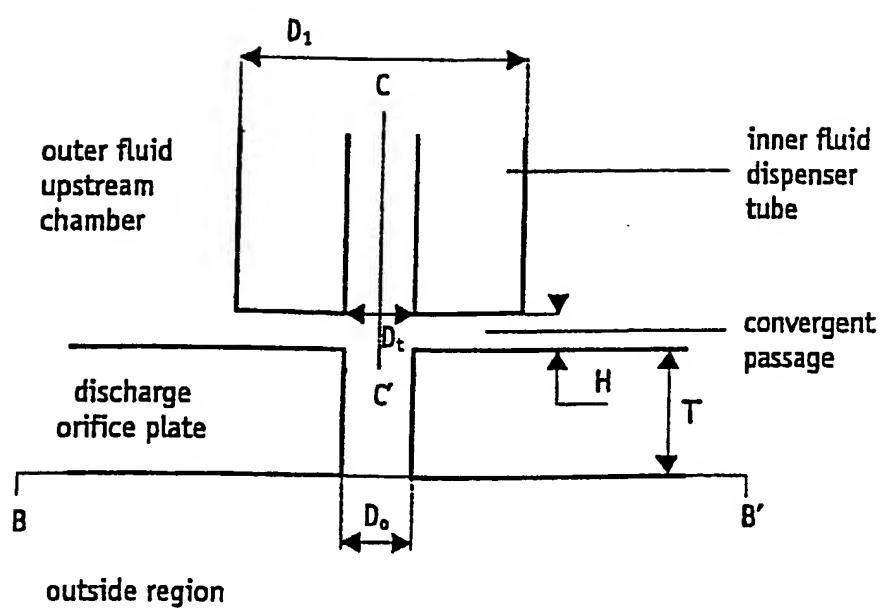 D₁
C
outer fluid
upstream
chamber
inner fluid
dispenser
tube
Dₜ
convergent
passage
C′
H
T
discharge
orifice plate
B
D₀
B′
outside region